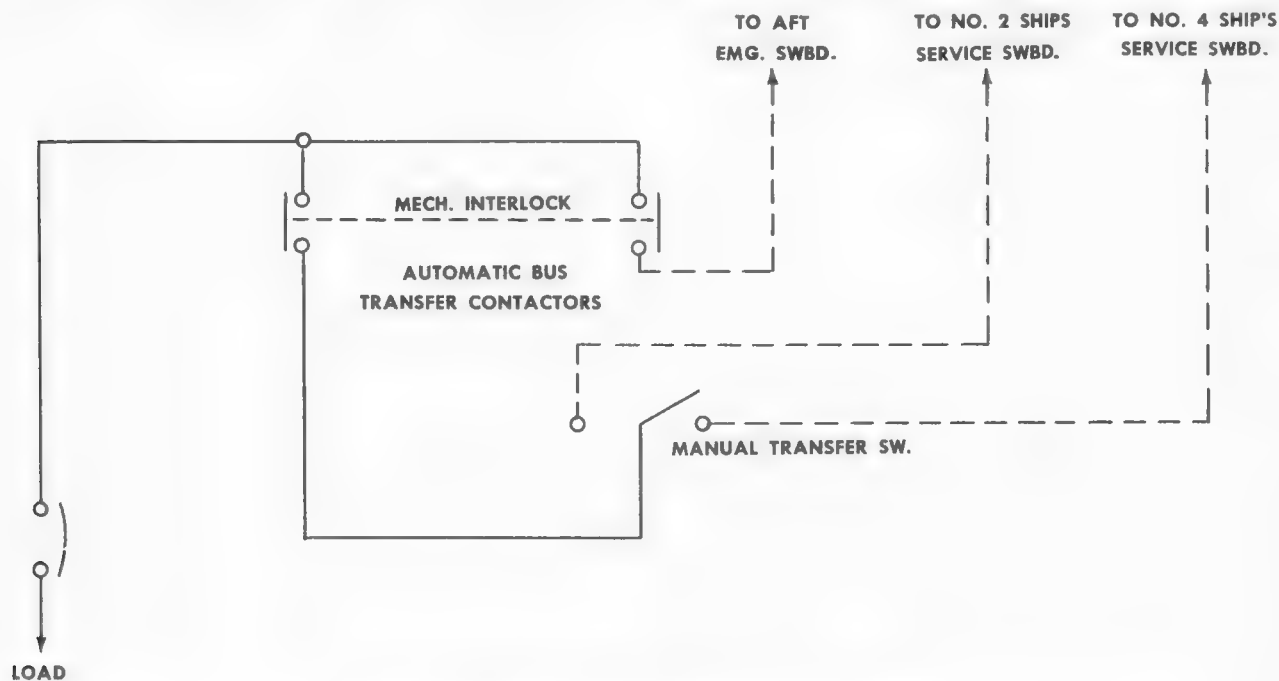 TO AFT
EMG. SWBD.
TO NO. 2 SHIPS
SERVICE SWBD.
TO NO. 4 SHIP'S
SERVICE SWBD.
MECH. INTERLOCK
AUTOMATIC BUS
TRANSFER CONTACTORS
MANUAL TRANSFER SW.
LOAD